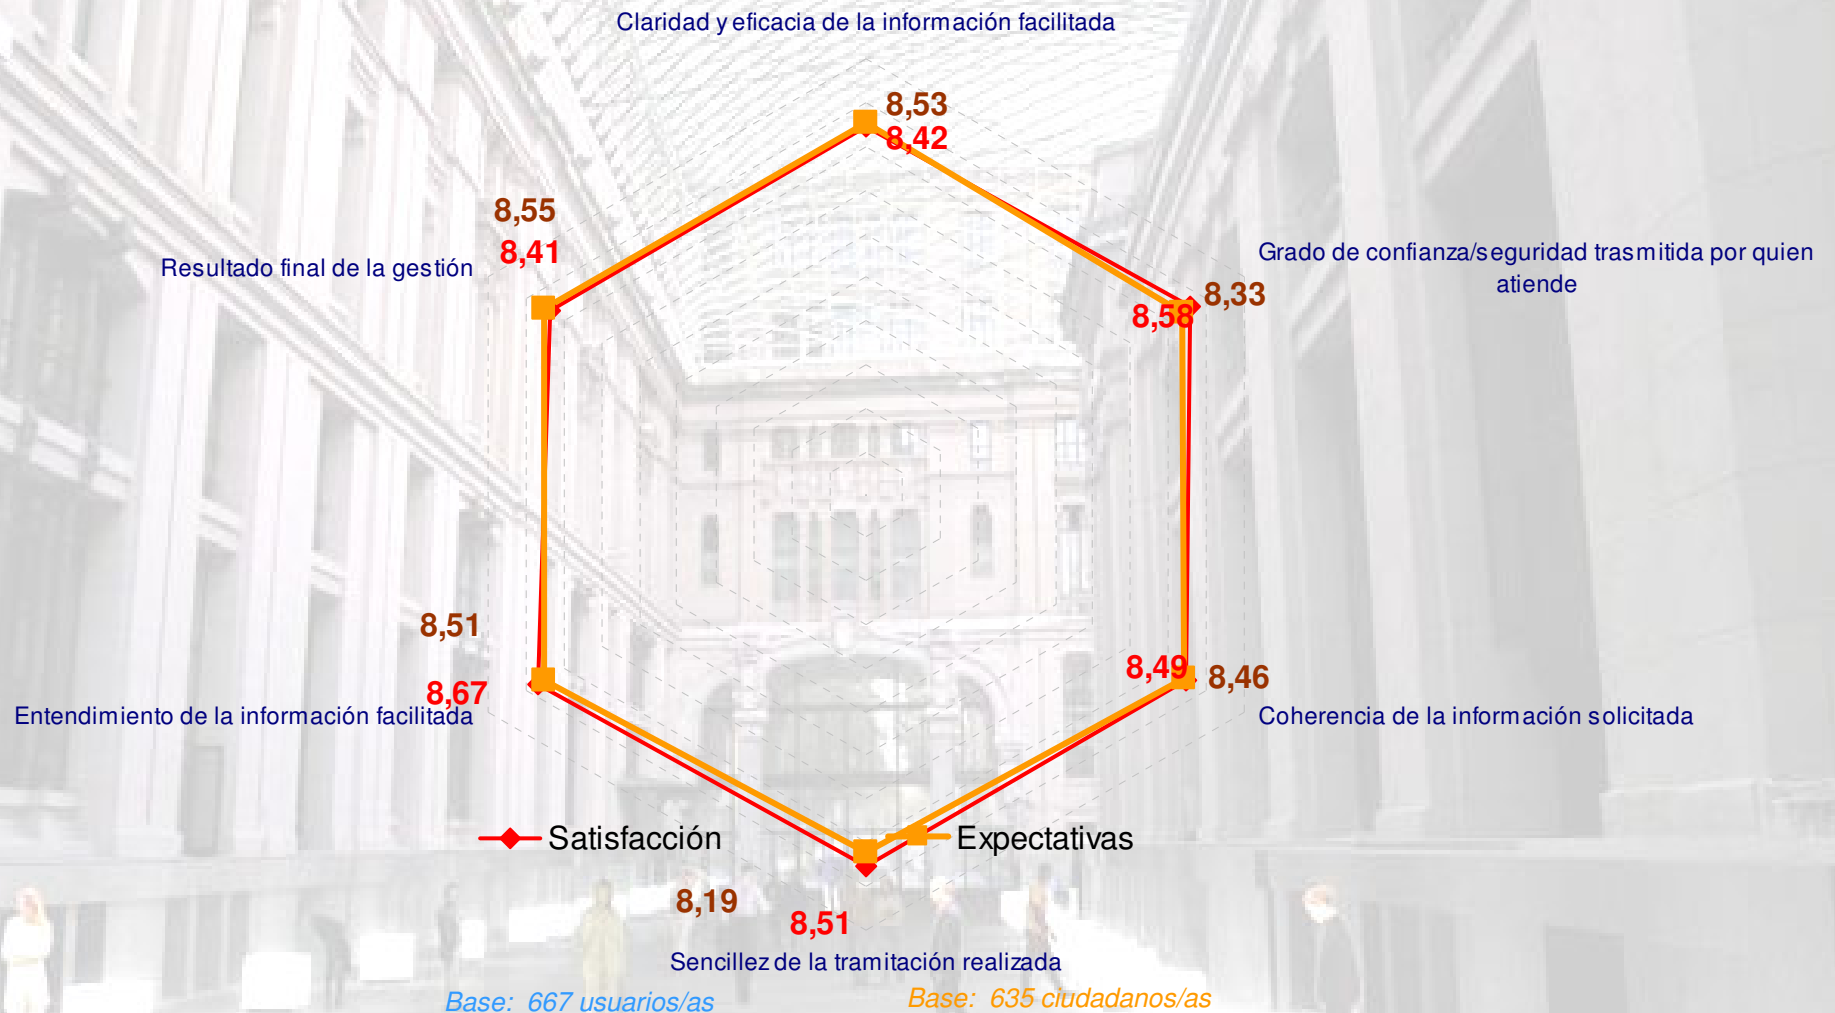 Claridad y eficacia de la información facilitada
8,53
8,42
8,55
8,41
Resultado final de la gestión
Grado de confianza/seguridad trasmitida por quien
atiende
8,33
8,58
8,51
8,67
Entendimiento de la información facilitada
8,49
8,46
Coherencia de la información solicitada
Satisfacción
Expectativas
8,19
8,51
Sencillez de la tramitación realizada
Base: 667 usuarios/as
Base: 635 ciudadanos/as